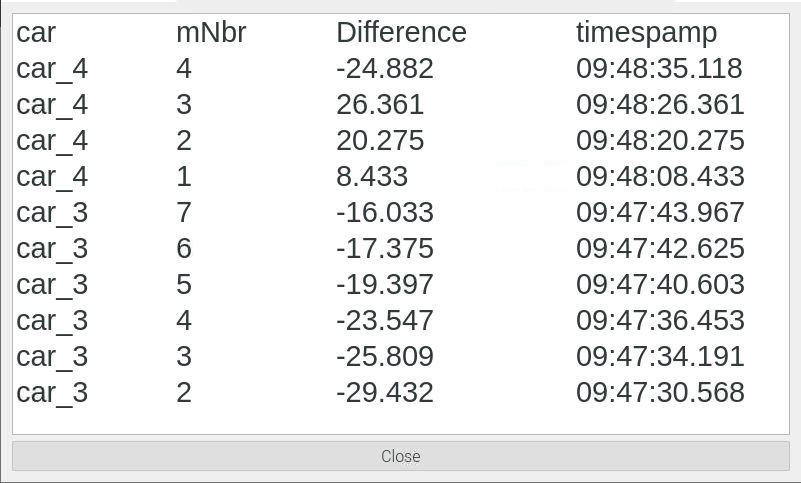 car mNbr Difference timespamp
car_4 4 -24.882 09:48:35.118
car_4 3 26.361 09:48:26.361
car_4 2 20.275 09:48:20.275
car_4 1 8.433 09:48:08.433
car_3 7 -16.033 09:47:43.967
car_3 6 -17.375 09:47:42.625
car_3 5 -19.397 09:47:40.603
car_3 4 -23.547 09:47:36.453
car_3 3 -25.809 09:47:34.191
car_3 2 -29.432 09:47:30.568
Close